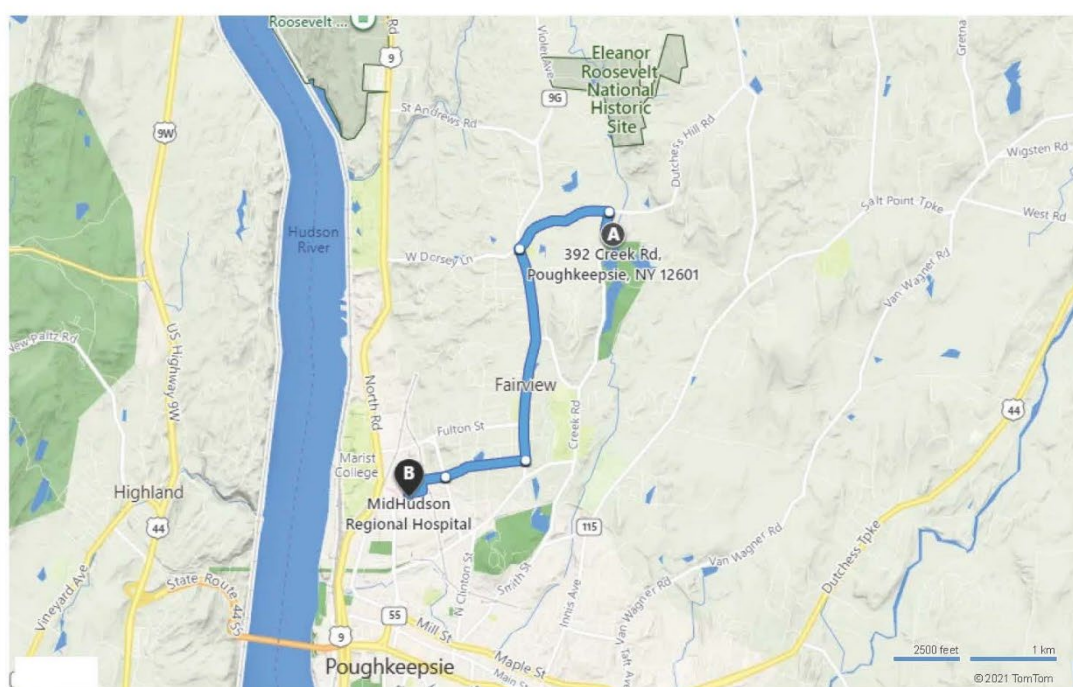 Roosevelt ...
Rd
9
Violet Ave
9G
Eleanor
Roosevelt
National
Historic
Site
Gretna
St Andrews Rd
9W
Dutchess Hill Rd
Wigsten Rd
Salt Point Tpke
West Rd
Hudson
River
A
W Dorsey Ln
392 Creek Rd,
Poughkeepsie, NY 12601
Van Wagner Rd
New Paltz Rd
US Highway 9W
North Rd
Fairview
Creek Rd
44
Fulton St
Marist
College
B
MidHudson
Regional Hospital
Highland
44
115
Van Wagner Rd
Dutchess Tpke
Vineyard Ave
State Route 44 55
N Clinton St
Smith St
Innis Ave
Van Wagner Rd
55
Mill St
9
Maple St
Main St
Taft Ave
Poughkeepsie
2500 feet
1 km
© 2021 TomTom